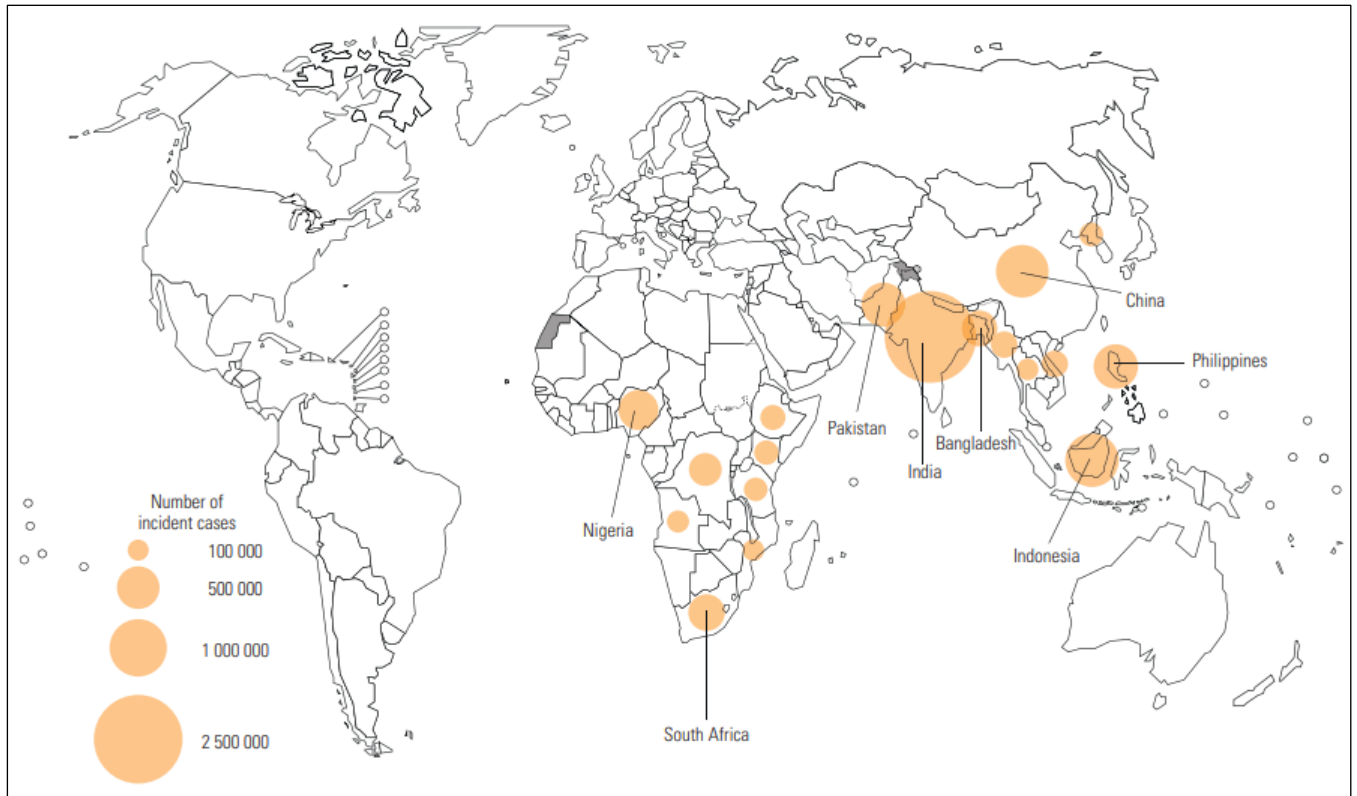 China
Philippines
Pakistan
Bangladesh
India
Nigeria
Indonesia
South Africa
Number of
incident cases
100 000
500 000
1 000 000
2 500 000